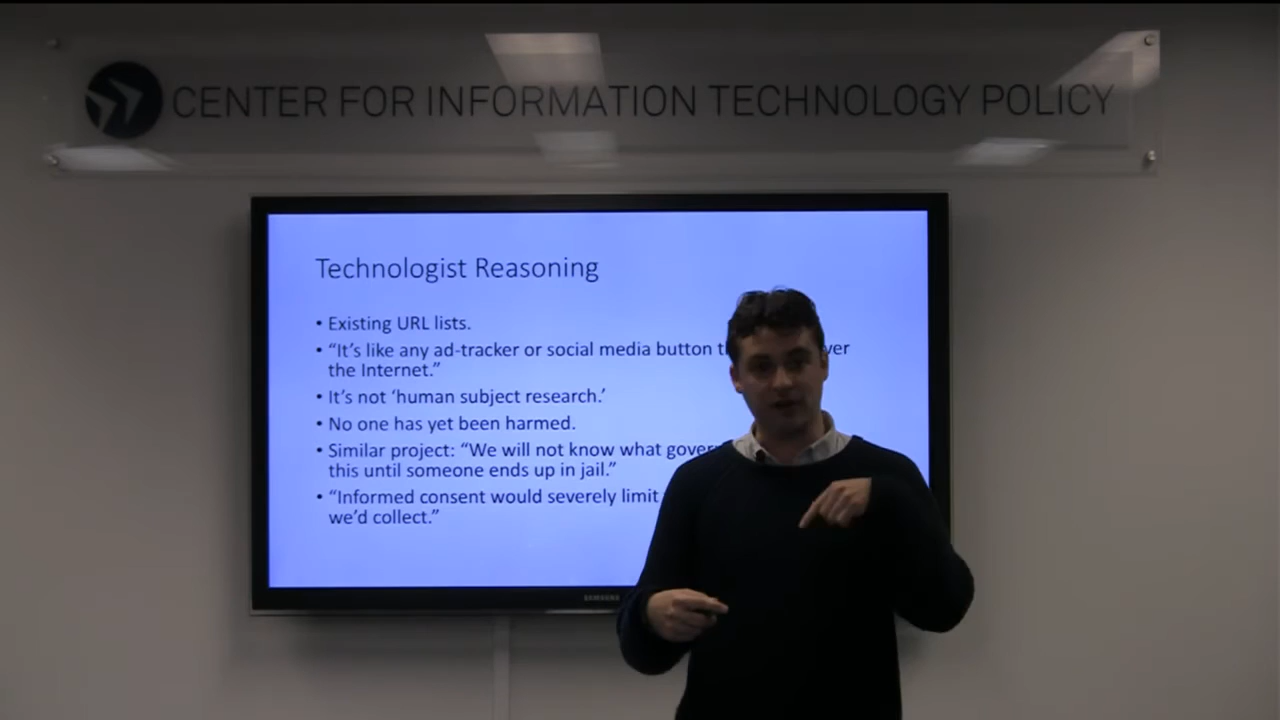 CENTER FOR INFORMATION TECHNOLOGY POLICY
Technologist Reasoning
• Existing URL lists.
• “It’s like any ad-tracker or social media button
the Internet.”
• It’s not ‘human subject research.’
• No one has yet been harmed.
• Similar project: “We will not know what
this until someone ends up in jail.”
• “Informed consent would severely limit
we’d collect.”
SAMSUNG